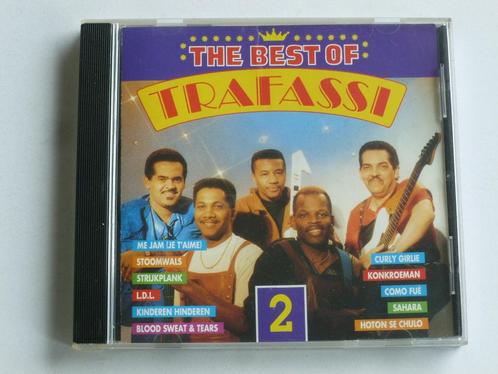 THE BEST OF
TRAFASSI
ME JAM (JE T'AIME)
STOOMWALS
STRIJKPLANK
L.D.L.
KINDEREN HINDEREN
BLOOD SWEAT & TEARS
2
CURLY GIRLIE
KONKROEMAN
COMO FUÉ
SAHARA
HOTON SE CHULO